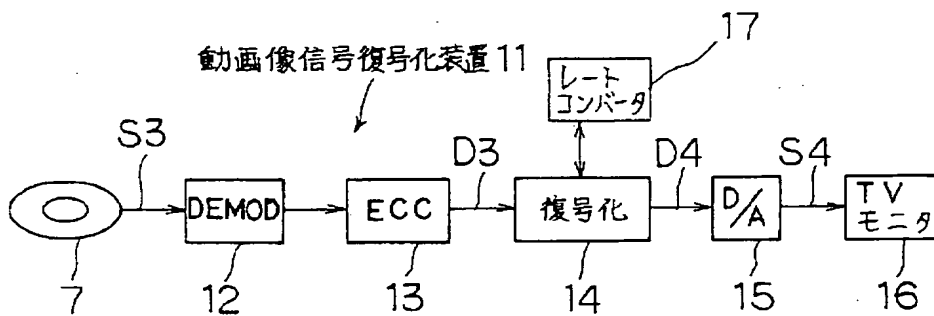 動画像信号復号化装置11
17
レート
コンバータ
S3
D3
D4
S4
DEMOD
ECC
復号化
D/A
TV
モニタ
7
12
13
14
15
16